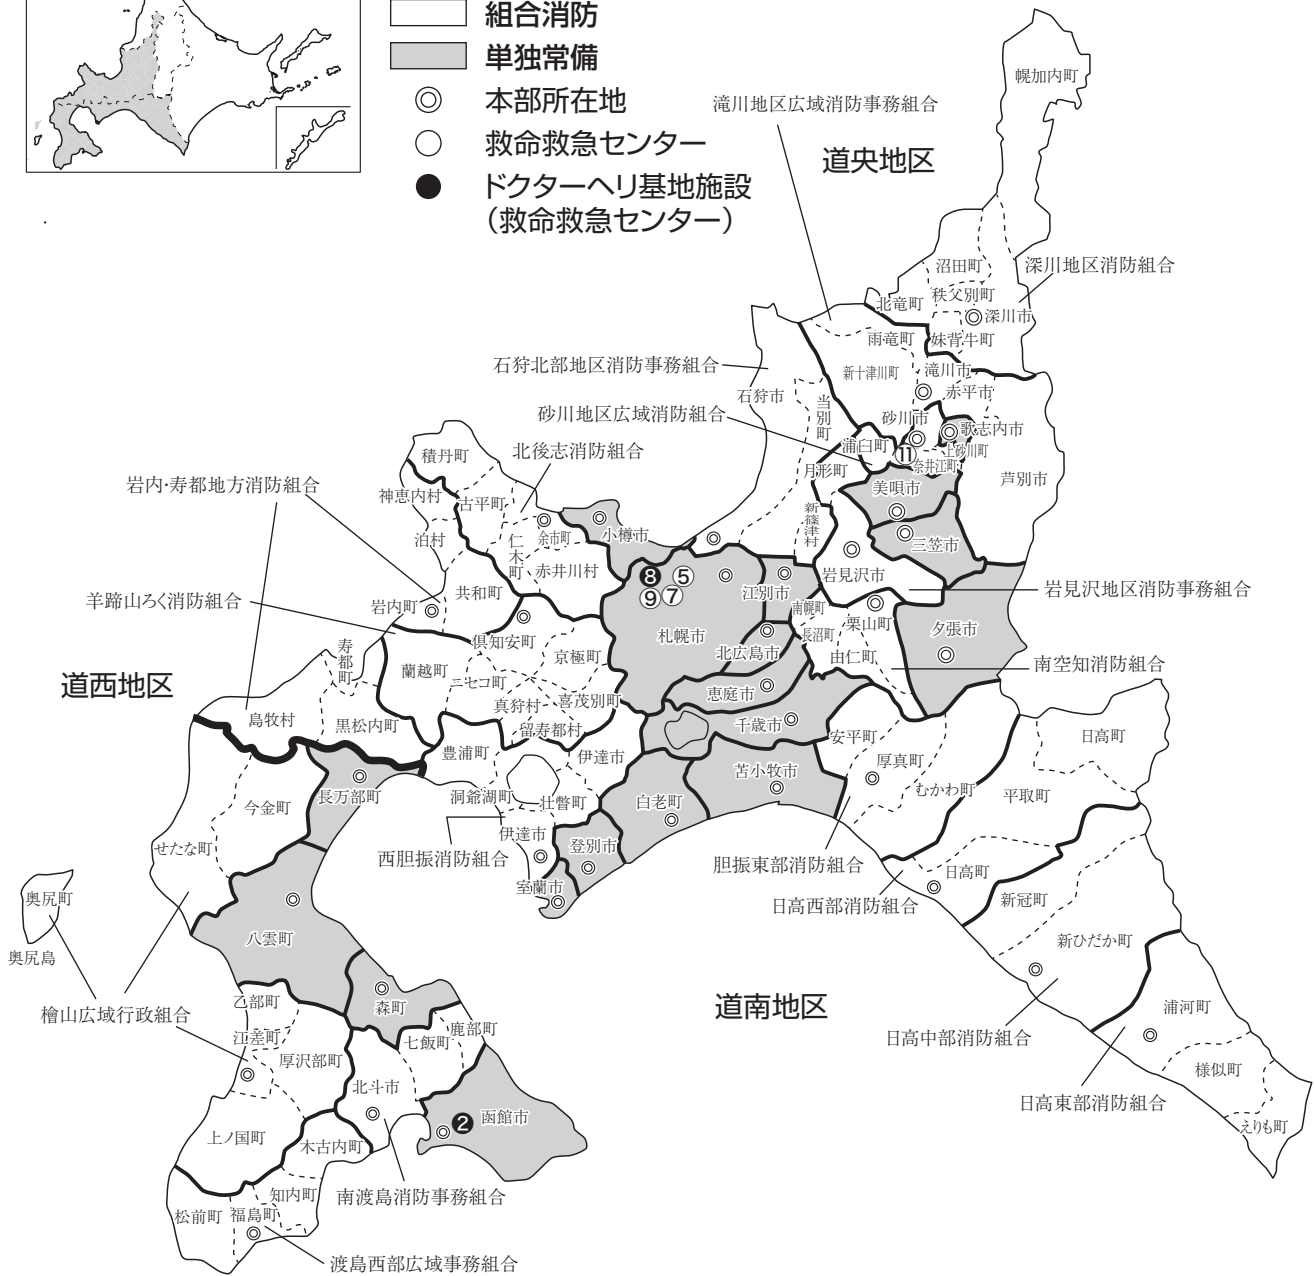 組合消防
単独常備
本部所在地
救命救急センター
ドクターヘリ基地施設
（救命救急センター）
幌加内町
滝川地区広域消防事務組合
道央地区
沼田町
深川地区消防組合
秩父別町
北竜町
深川市
雨竜町
妹背牛町
石狩北部地区消防事務組合
新十津川町
滝川市
石狩市
赤平市
当別町
砂川地区広域消防組合
砂川市
歌志内市
浦臼町
上砂川町
⑪
奈井江町
月形町
芦別市
美唄市
北後志消防組合
積丹町
岩内・寿都地方消防組合
神恵内村
古平町
新篠津村
小樽市
余市町
三笠市
泊村
仁木町
赤井川村
❽
⑤
⑨
⑦
岩見沢市
岩見沢地区消防事務組合
江別市
共和町
羊蹄山ろく消防組合
岩内町
南幌町
栗山町
夕張市
札幌市
長沼町
倶知安町
寿都町
北広島市
京極町
由仁町
南空知消防組合
蘭越町
ニセコ町
道西地区
恵庭市
真狩村
喜茂別町
島牧村
黒松内町
留寿都村
千歳市
安平町
日高町
豊浦町
伊達市
厚真町
苫小牧市
むかわ町
平取町
長万部町
洞爺湖町
壮瞥町
白老町
今金町
伊達市
せたな町
西胆振消防組合
登別市
胆振東部消防組合
日高町
室蘭市
日高西部消防組合
新冠町
奥尻町
八雲町
新ひだか町
奥尻島
乙部町
森町
道南地区
浦河町
檜山広域行政組合
江差町
鹿部町
七飯町
日高中部消防組合
厚沢部町
様似町
北斗市
日高東部消防組合
❷
函館市
えりも町
上ノ国町
木古内町
知内町
南渡島消防事務組合
松前町
福島町
渡島西部広域事務組合